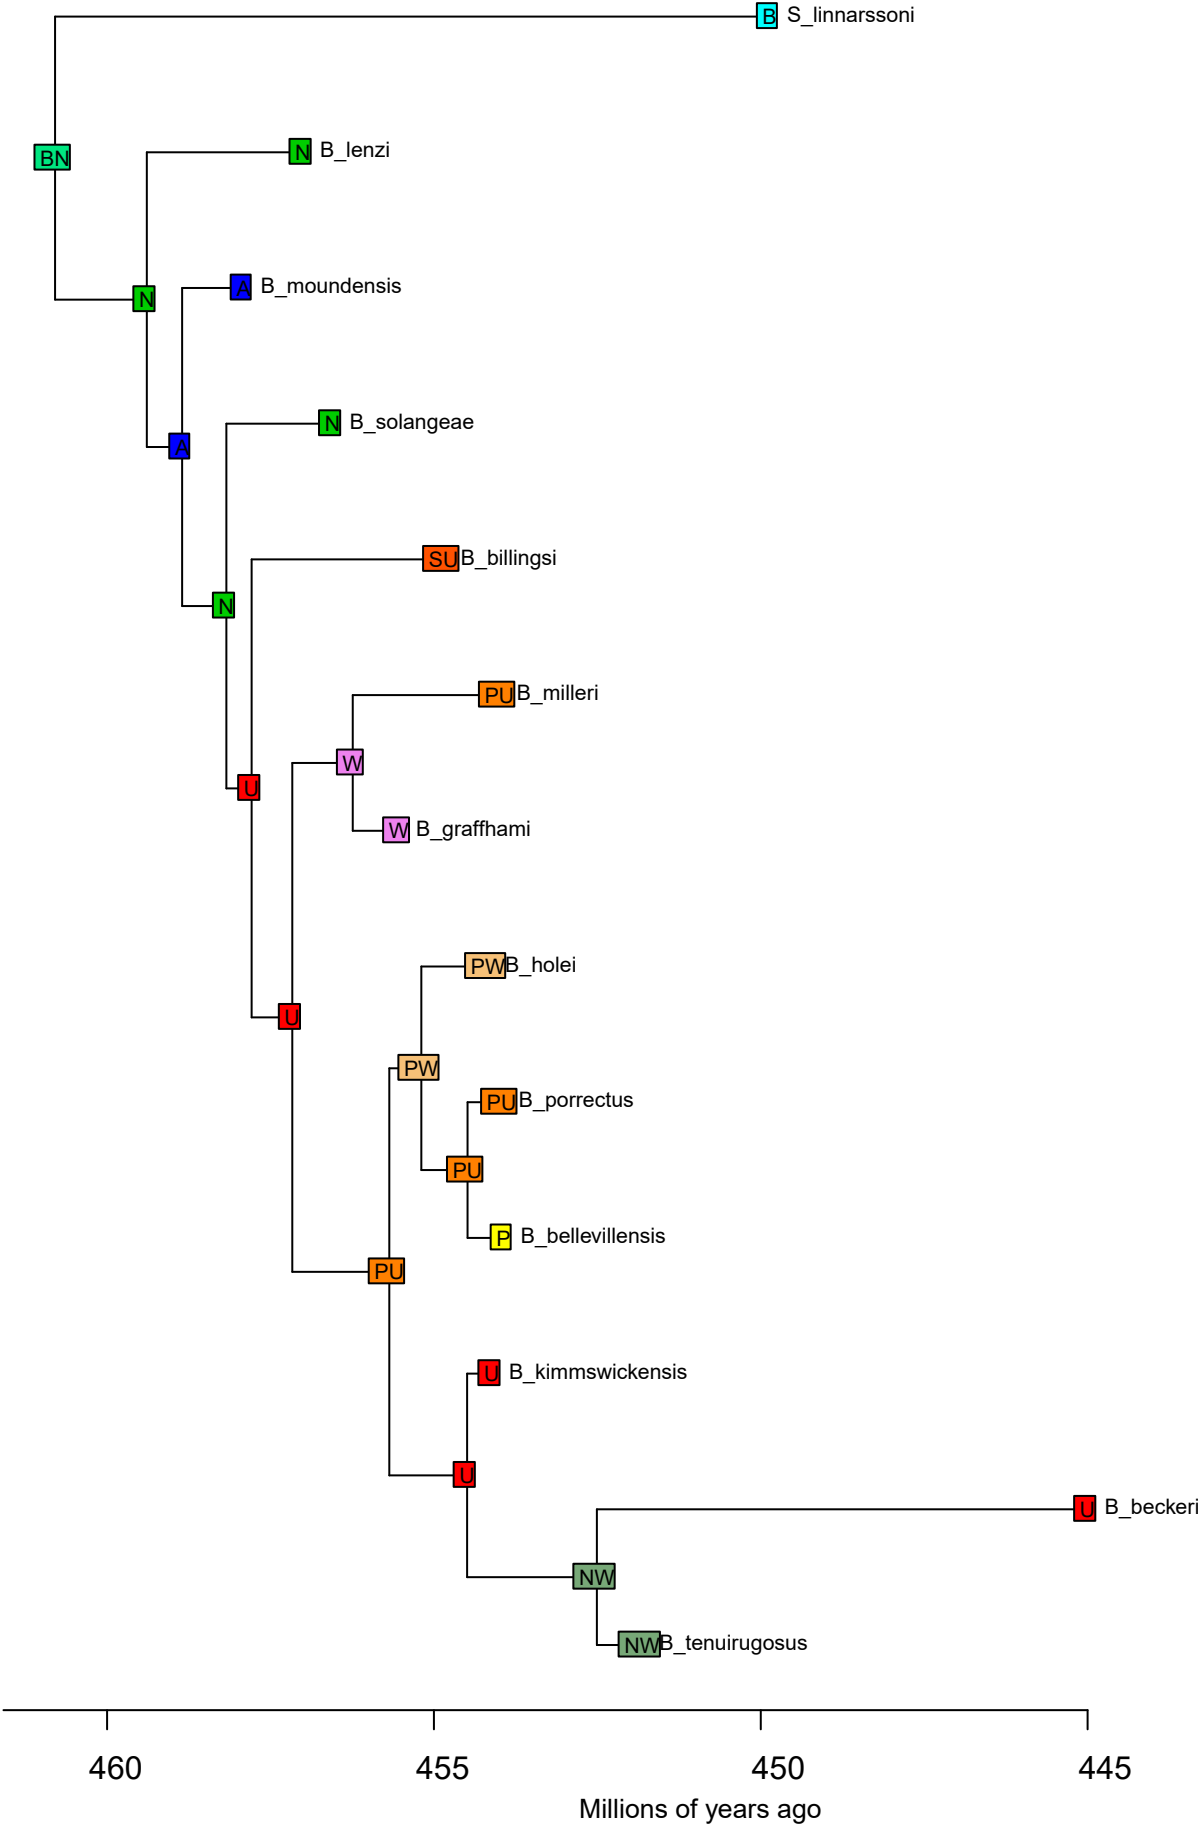 B S_linnarssoni
BN
N B_lenzi
A B_moundensis
N
N B_solangeae
A
SU B_billingsi
N
PU B_milleri
W
U
W B_graffhami
PW B_holei
U
PW
PU B_porrectus
PU
P B_bellevillensis
PU
U B_kimmswickensis
U
U B_beckeri
NW
NW B_tenuirugosus
460 455 450 445
Millions of years ago